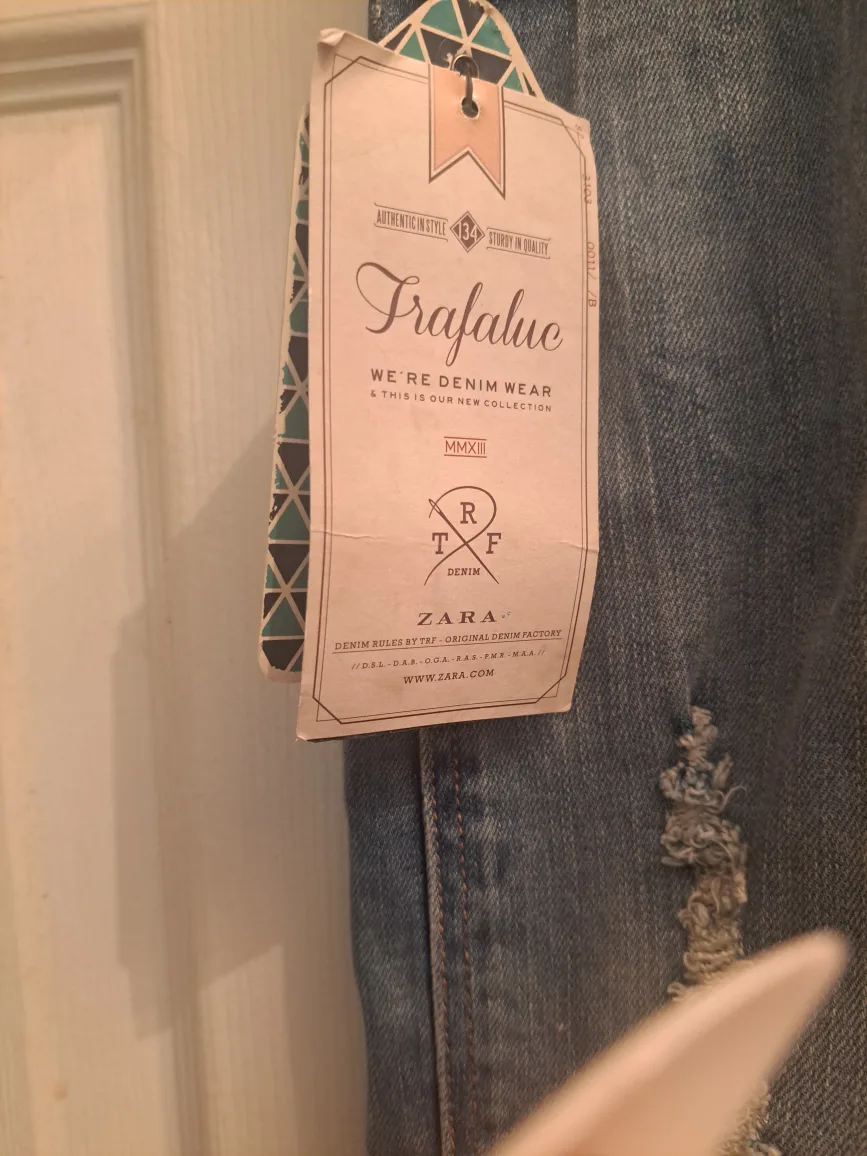 AUTHENTIC IN STYLE 134 STURDY IN QUALITY
Trafaluc
WE'RE DENIM WEAR
& THIS IS OUR NEW COLLECTION
MMXIII
R
T F
DENIM
ZARA
DENIM RULES BY TRF - ORIGINAL DENIM FACTORY
// D.S.L. - D.A.B. - O.G.A. - R.A.S. - P.M.R. - M.A.A. //
WWW.ZARA.COM